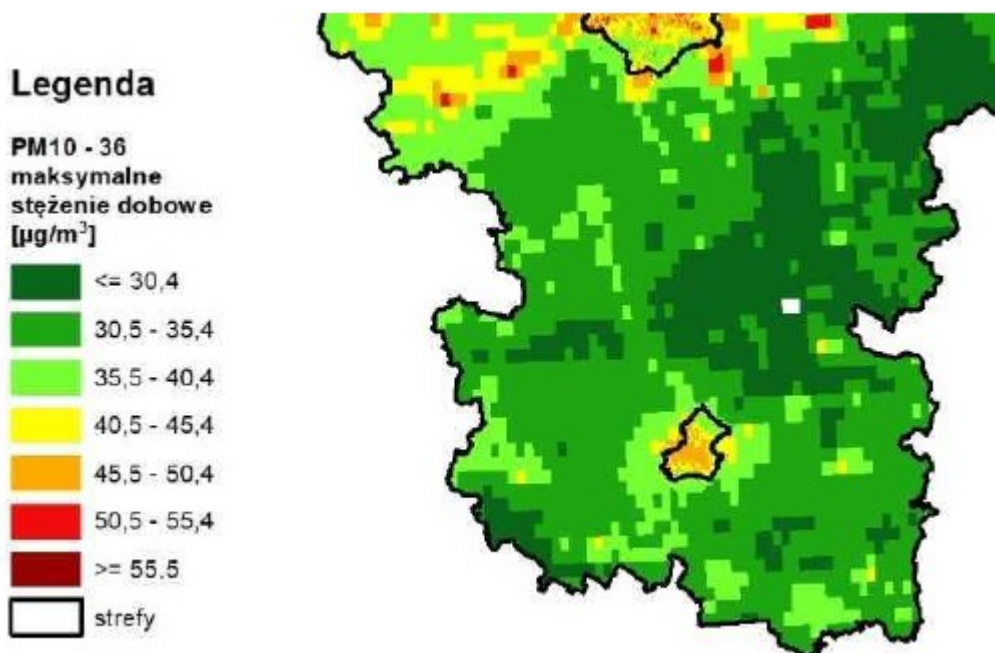 Legenda
PM10 - 36
maksymalne
stężenie dobowe
[µg/m³]
<= 30,4
30,5 - 35,4
35,5 - 40,4
40,5 - 45,4
45,5 - 50,4
50,5 - 55,4
>= 55,5
strefy